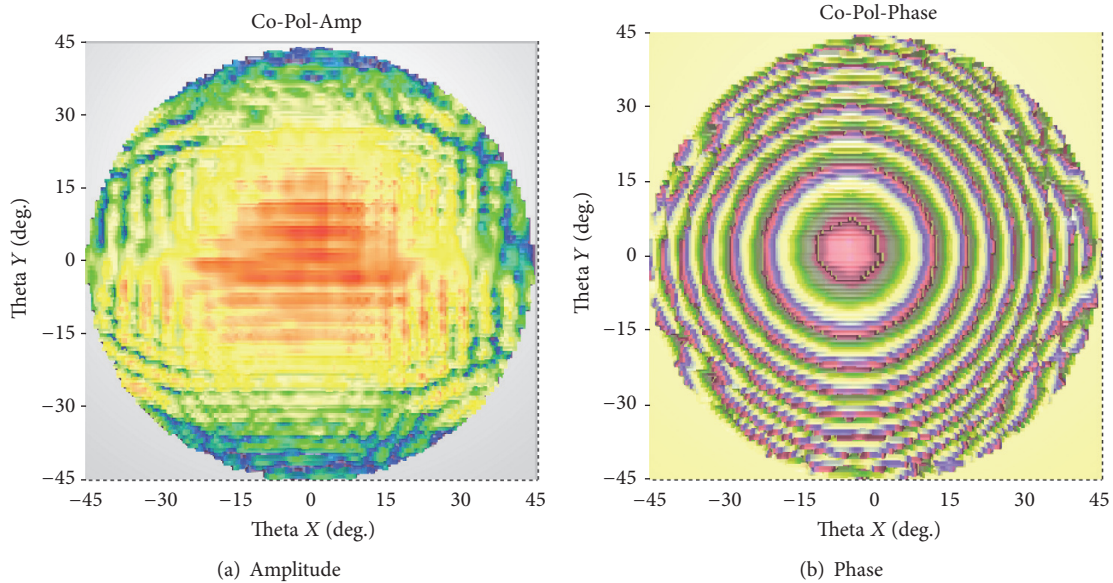 Co-Pol-Amp
45
30
15
0
−15
−30
−45
Theta Y (deg.)
−45 −15 0 15 30 45
Theta X (deg.)
(a) Amplitude
Co-Pol-Phase
45
30
15
0
−15
−30
−45
Theta Y (deg.)
−45 −30 −15 0 15 30 45
Theta X (deg.)
(b) Phase